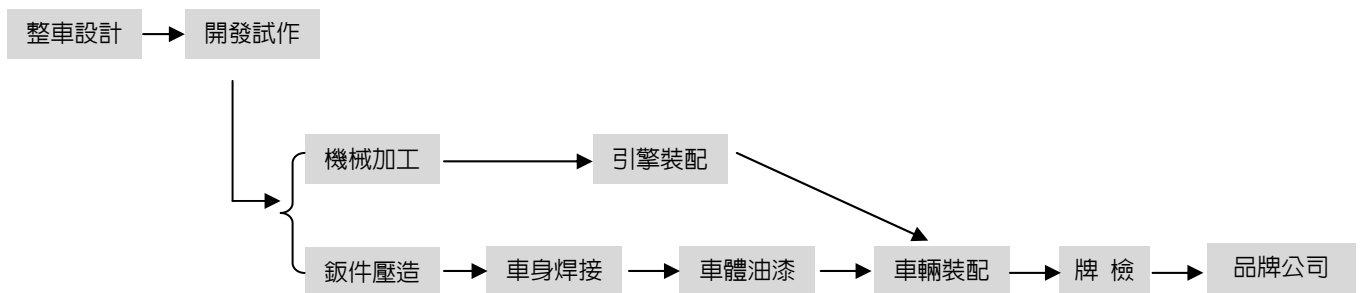 整車設計
開發試作
機械加工
引擎裝配
鈑件壓造
車身焊接
車體油漆
車輛裝配
牌 檢
品牌公司